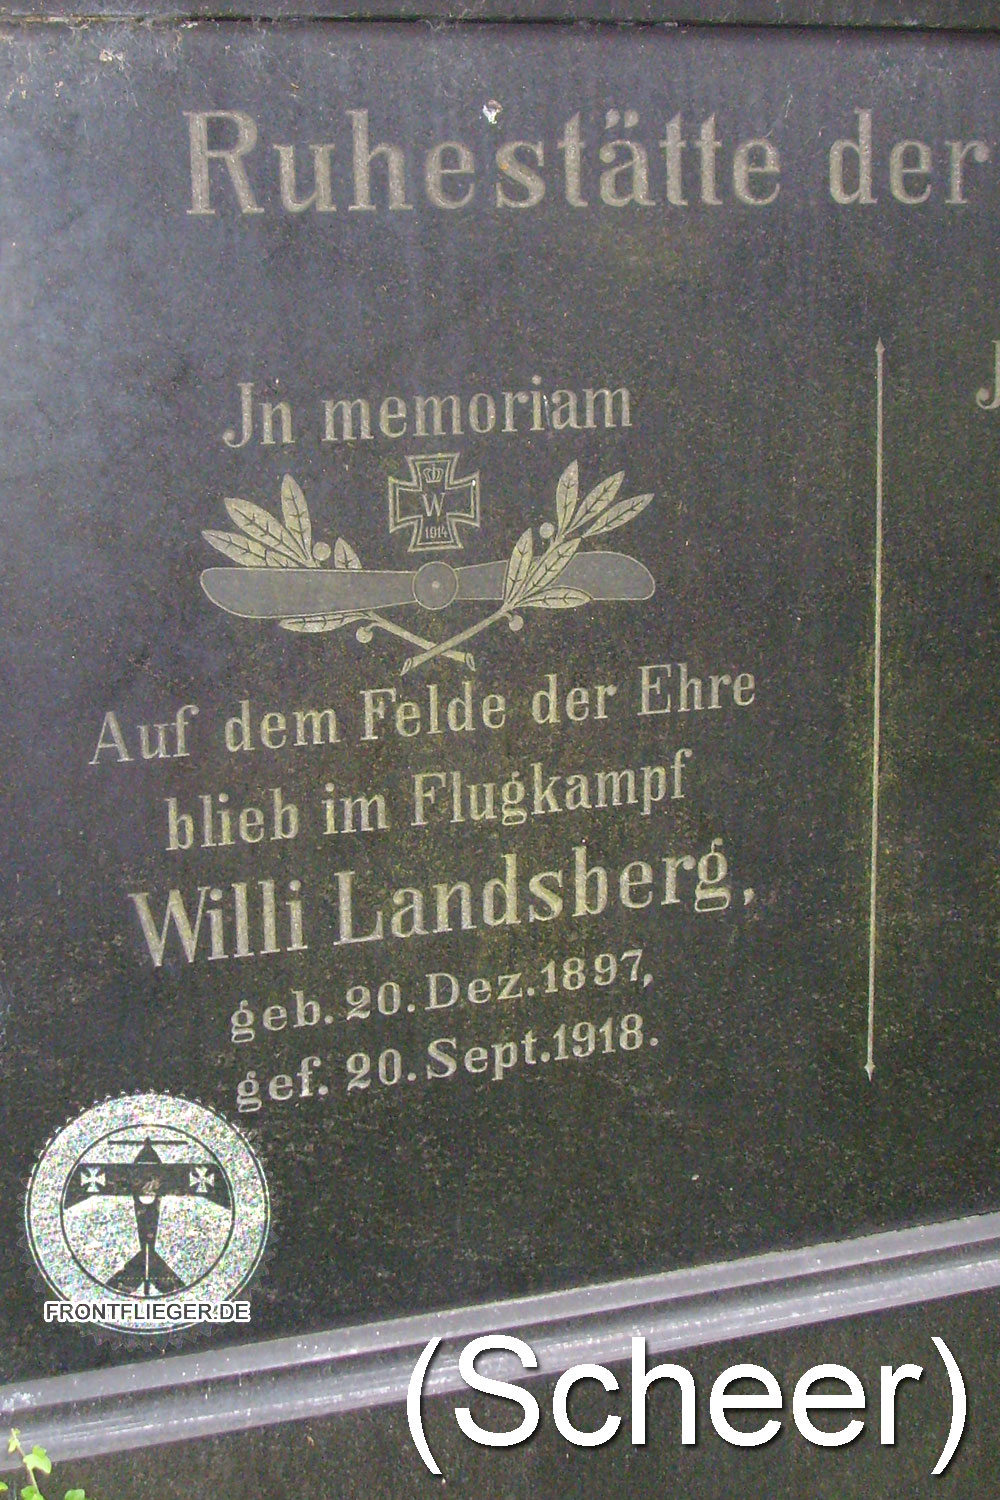 Ruhestätte der
Jn memoriam
W
1914
Auf dem Felde der Ehre
blieb im Flugkampf
Willi Landsberg,
geb. 20. Dez. 1897,
gef. 20. Sept. 1918.
J
FRONTFLIEGER.DE
(Scheer)